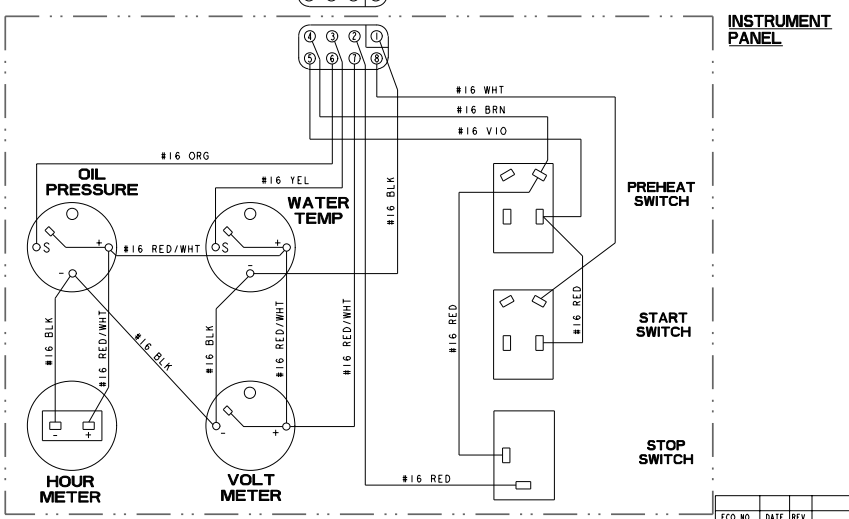 INSTRUMENT
PANEL
4 3 2 1
5 6 7 8
#16 WHT
#16 BRN
#16 VIO
#16 ORG
OIL
PRESSURE
#16 YEL
WATER
TEMP
#16 BLK
PREHEAT
SWITCH
S + -
#16 RED/WHT
S + -
#16 BLK
#16 RED/WHT
#16 BLK
#16 BLK
#16 RED/WHT
#16 RED/WHT
#16 RED
#16 RED
START
SWITCH
- +
- +
HOUR
METER
VOLT
METER
#16 RED
STOP
SWITCH
ECO NO. DATE REV